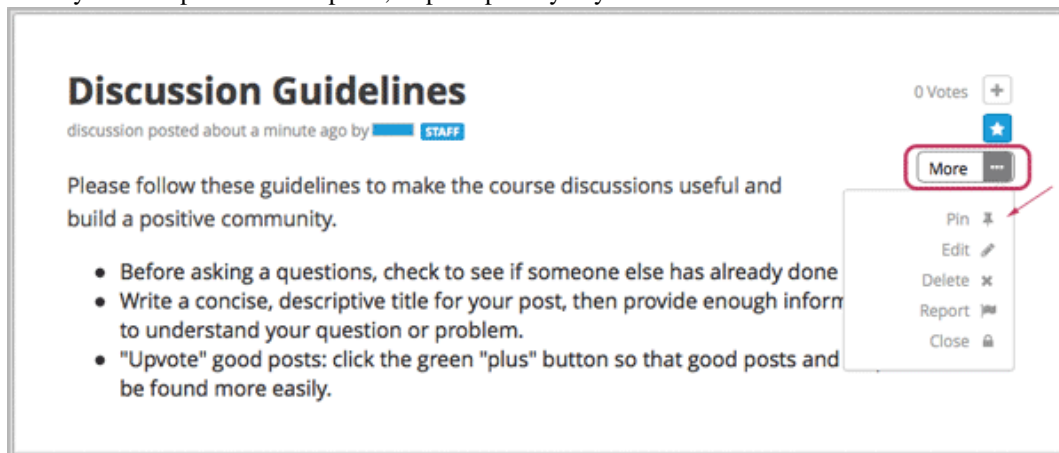 Discussion Guidelines
0 Votes
discussion posted about a minute ago by STAFF
More
Please follow these guidelines to make the course discussions useful and
build a positive community.
Pin
Edit
Delete
Report
Close
Before asking a questions, check to see if someone else has already done
Write a concise, descriptive title for your post, then provide enough inform
to understand your question or problem.
"Upvote" good posts: click the green "plus" button so that good posts and
be found more easily.